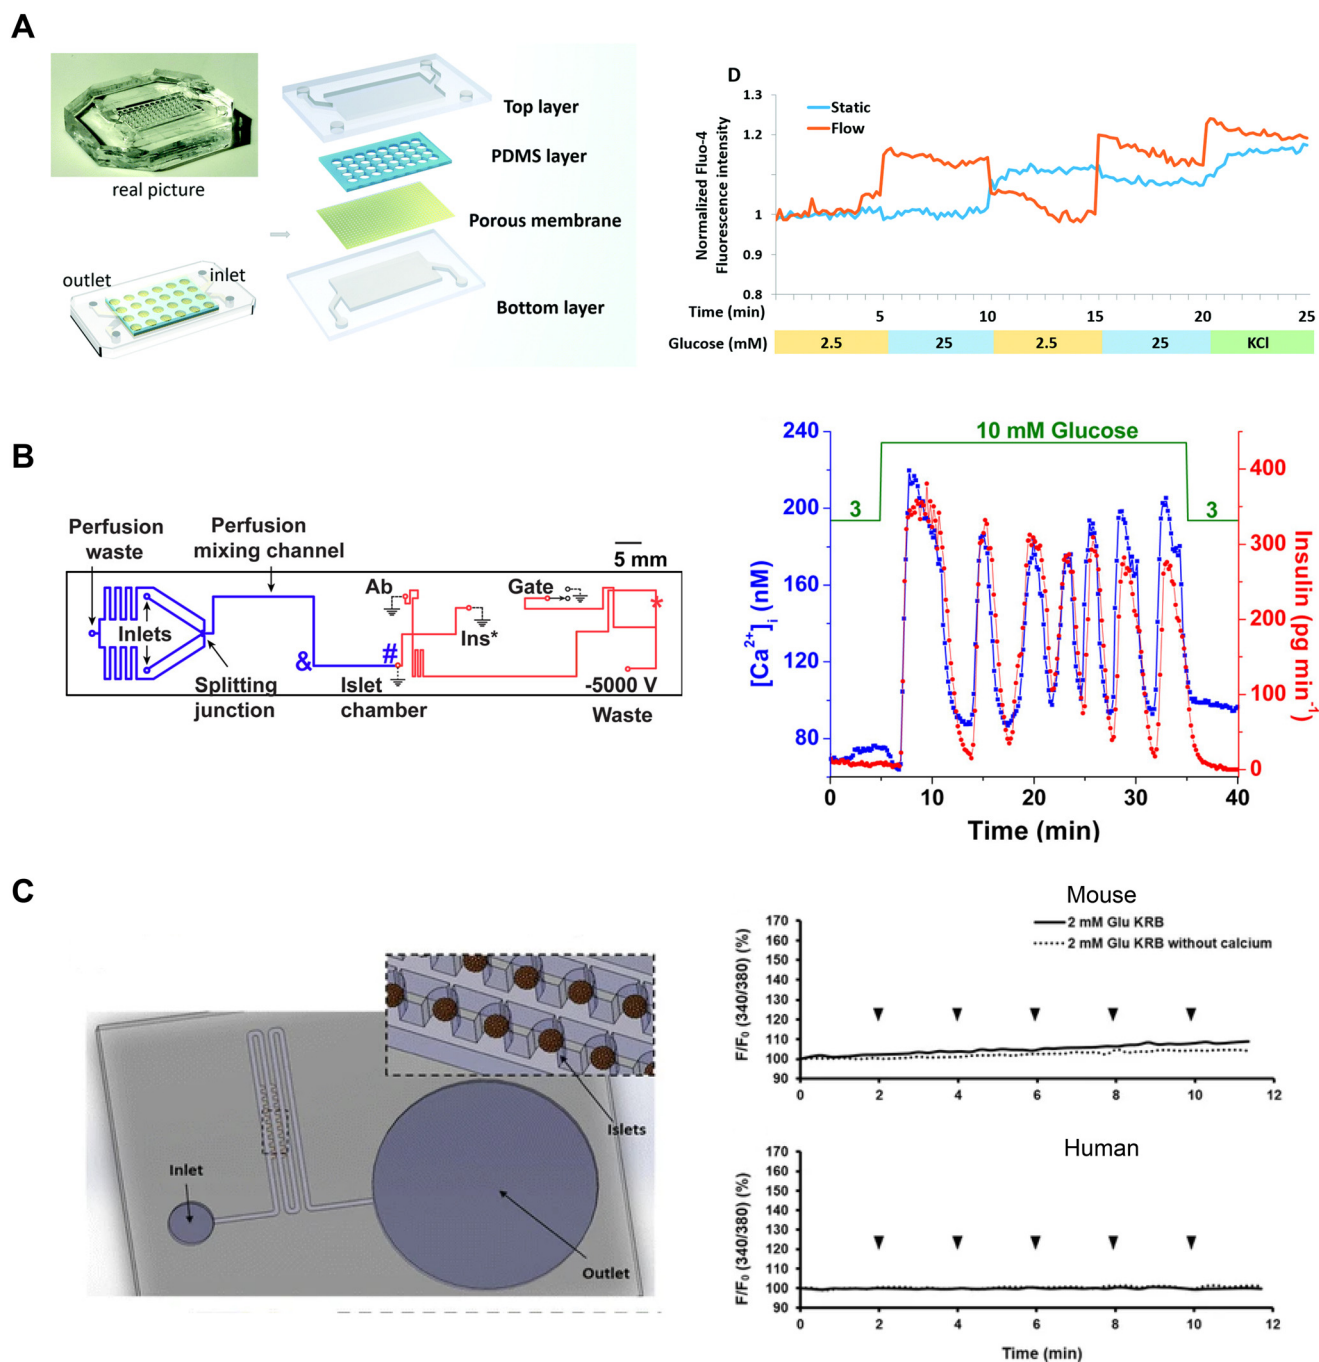 A
real picture
outlet
inlet
Top layer
PDMS layer
Porous membrane
Bottom layer
D
Normalized Fluo-4
Fluorescence intensity
1.3
1.2
1.1
1
0.9
0.8
Static
Flow
Time (min)
5
10
15
20
25
Glucose (mM)
2.5
25
2.5
25
KCl
B
Perfusion
waste
Perfusion
mixing channel
Inlets
Splitting
junction
&
#
Islet
chamber
Ab
Ins*
Gate
5 mm
*
-5000 V
Waste
[Ca²⁺]ᵢ (nM)
240
200
160
120
80
10 mM Glucose
3
3
400
300
200
100
0
Insulin (pg min⁻¹)
0
10
20
30
40
Time (min)
C
Inlet
Islets
Outlet
Mouse
F/F₀ (340/380) (%)
170
160
150
140
130
120
110
100
90
2 mM Glu KRB
2 mM Glu KRB without calcium
0
2
4
6
8
10
12
Human
F/F₀ (340/380) (%)
170
160
150
140
130
120
110
100
90
0
2
4
6
8
10
12
Time (min)